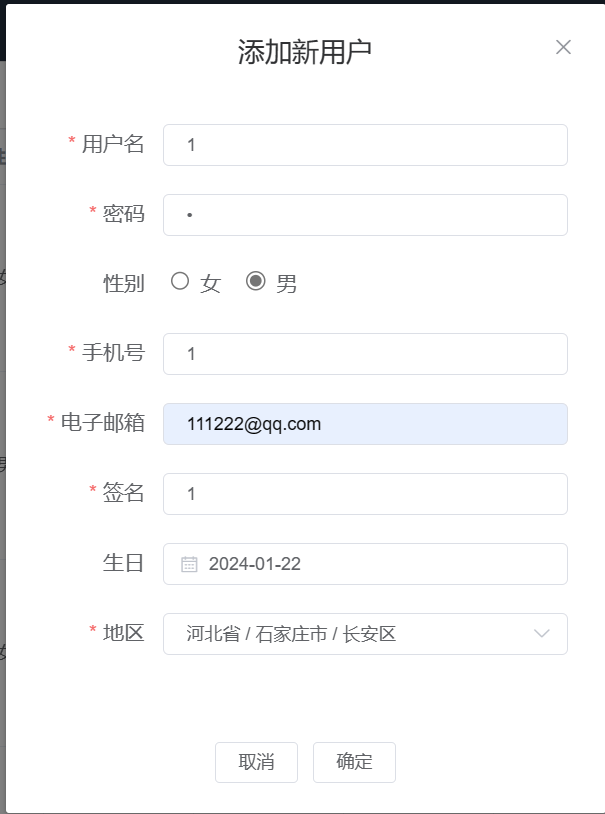 添加新用户
* 用户名 1
* 密码 •
性别 女 男
* 手机号 1
* 电子邮箱 111222@qq.com
* 签名 1
生日 2024-01-22
* 地区 河北省 / 石家庄市 / 长安区
取消 确定